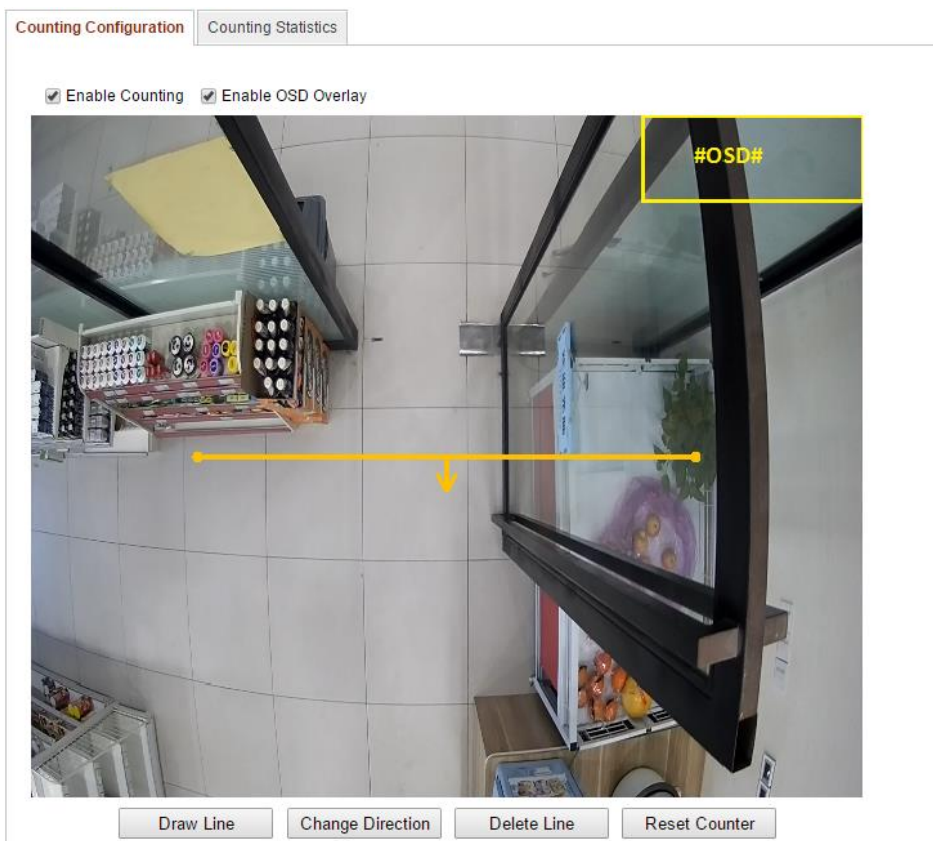 Counting Configuration
Counting Statistics
Enable Counting
Enable OSD Overlay
#OSD#
Draw Line
Change Direction
Delete Line
Reset Counter